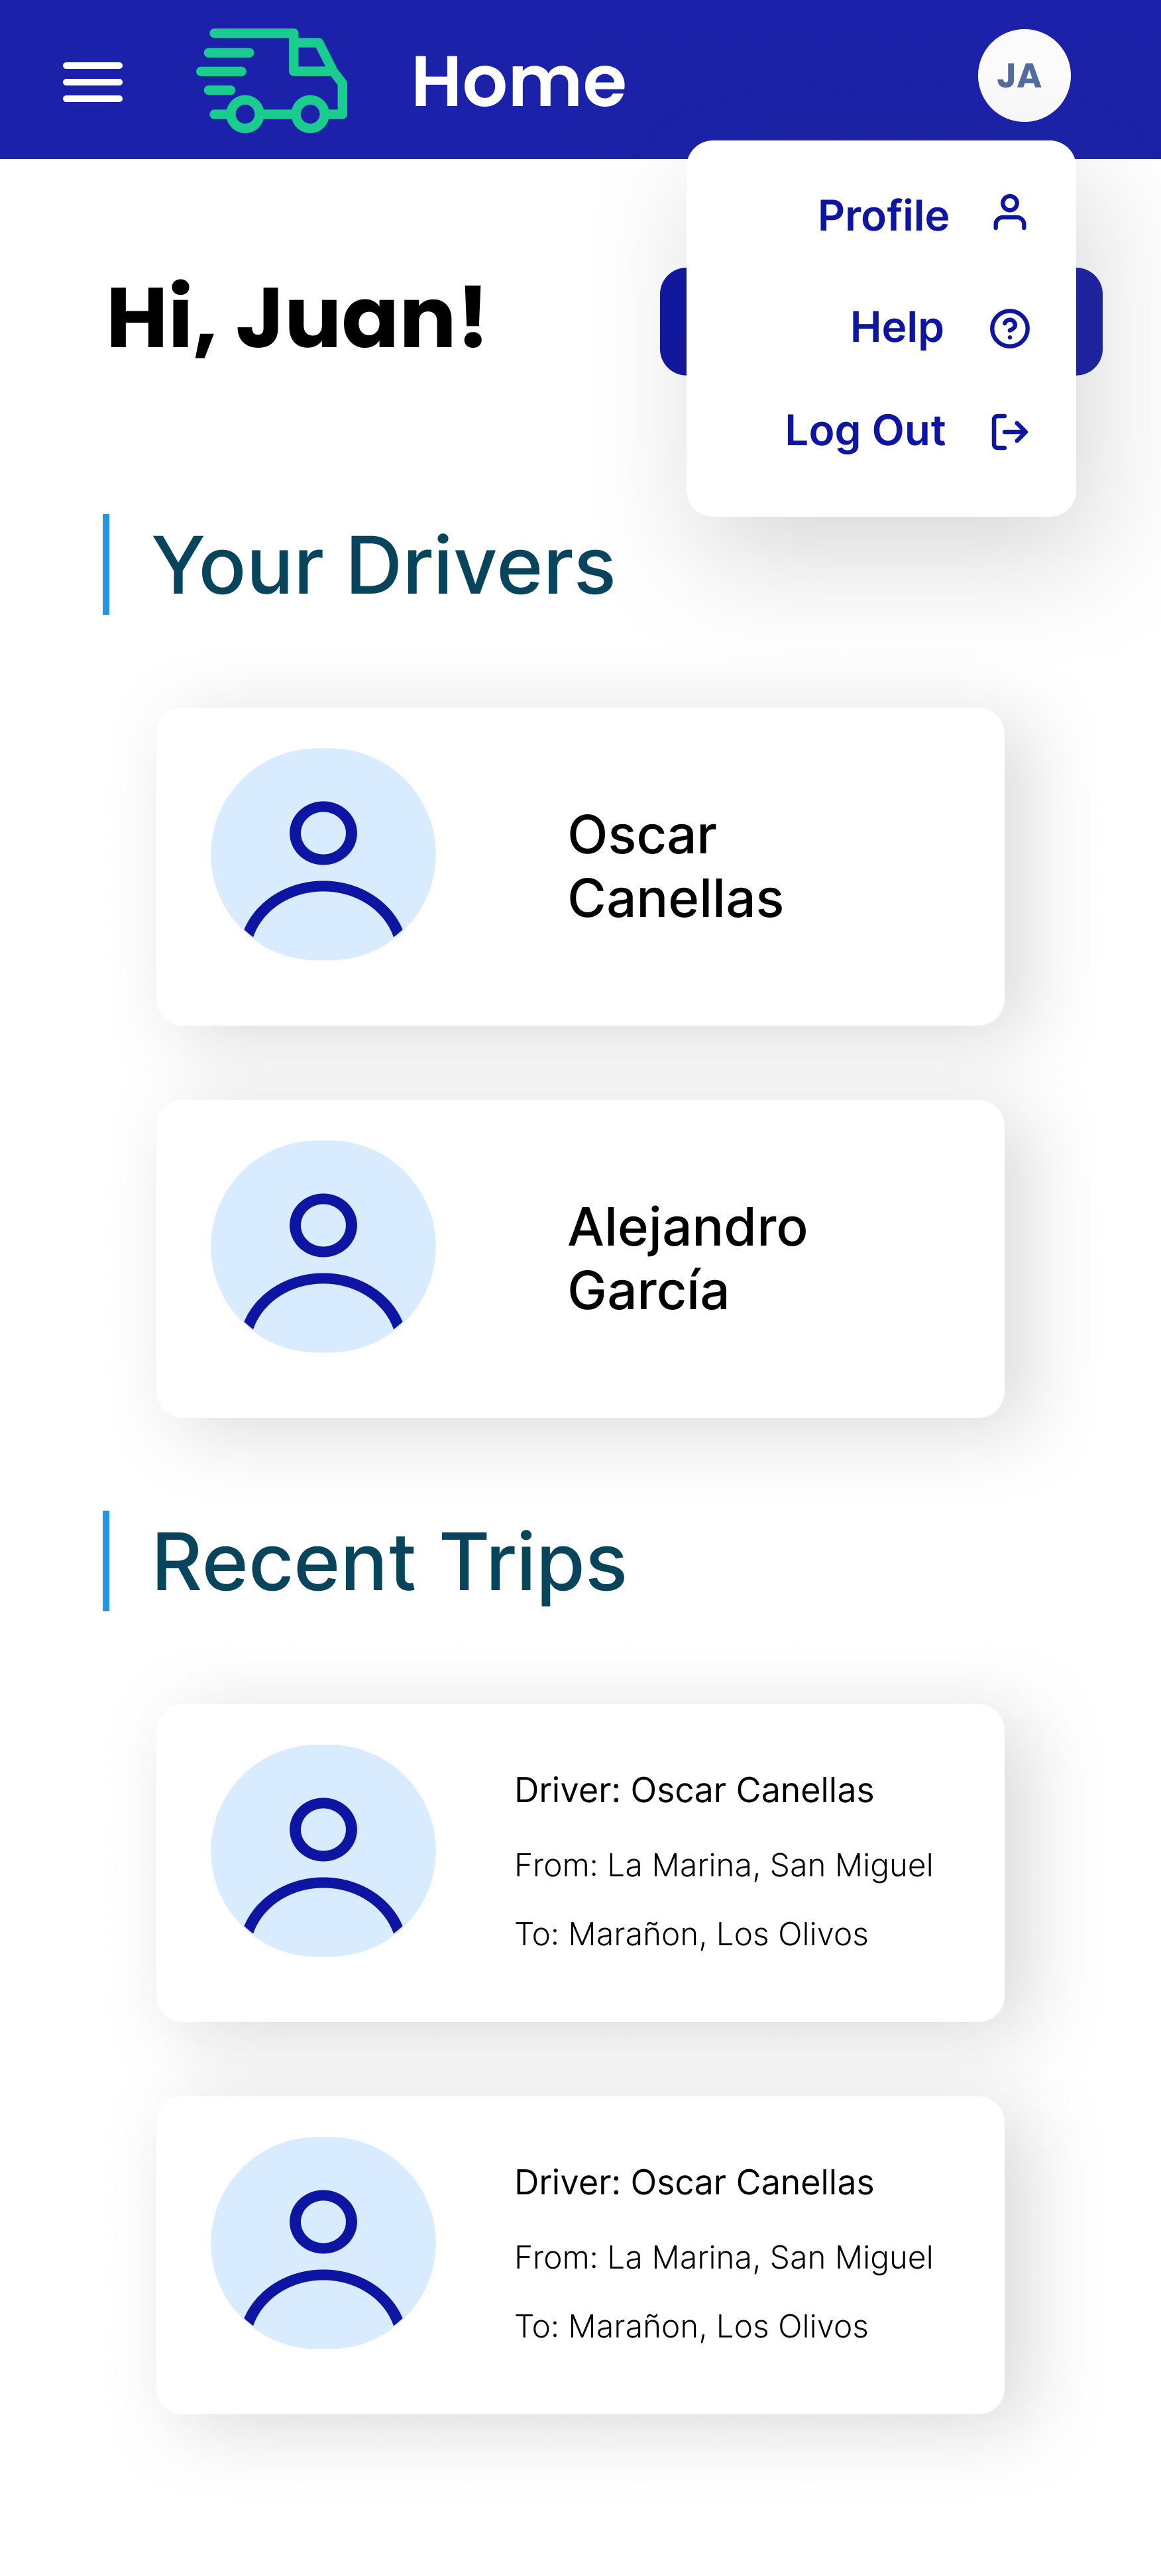 Home
JA
Profile
Help
Log Out
Hi, Juan!
Your Drivers
Oscar
Canellas
Alejandro
García
Recent Trips
Driver: Oscar Canellas
From: La Marina, San Miguel
To: Marañon, Los Olivos
Driver: Oscar Canellas
From: La Marina, San Miguel
To: Marañon, Los Olivos